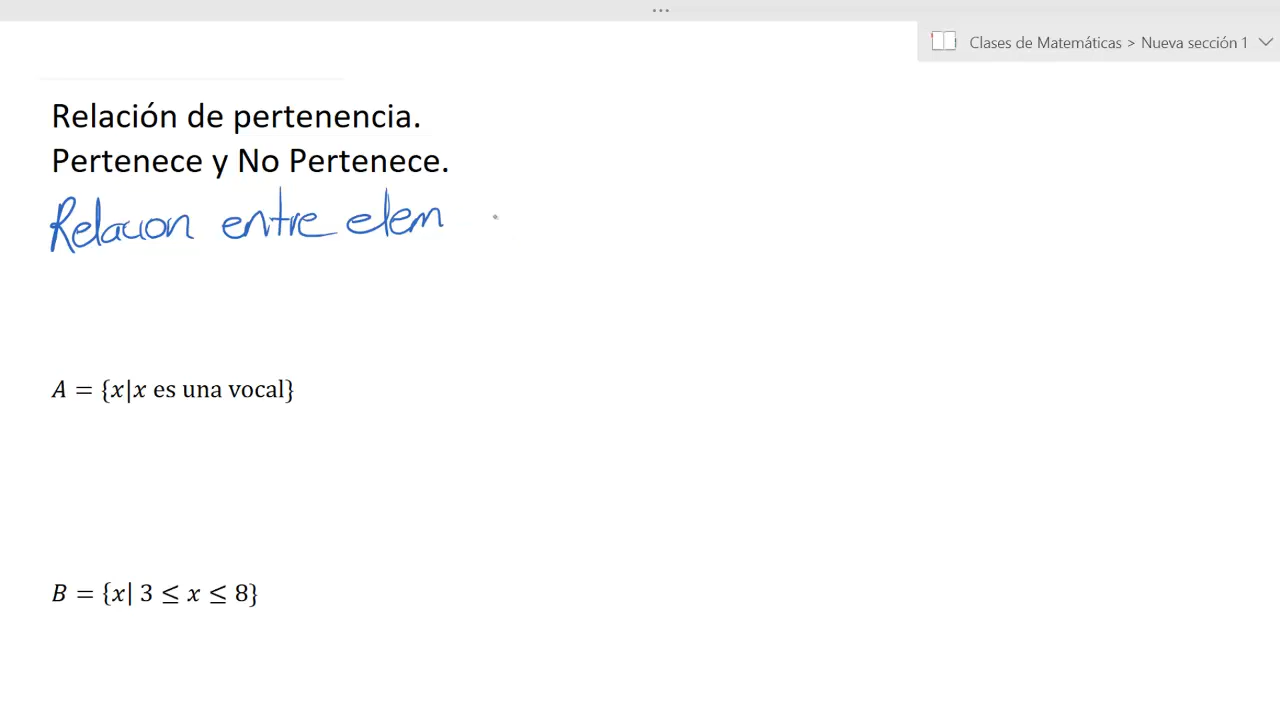 ...
Clases de Matemáticas > Nueva sección 1
Relación de pertenencia.
Pertenece y No Pertenece.
Relacion entre elem
A = {x|x es una vocal}
B = {x| 3 ≤ x ≤ 8}